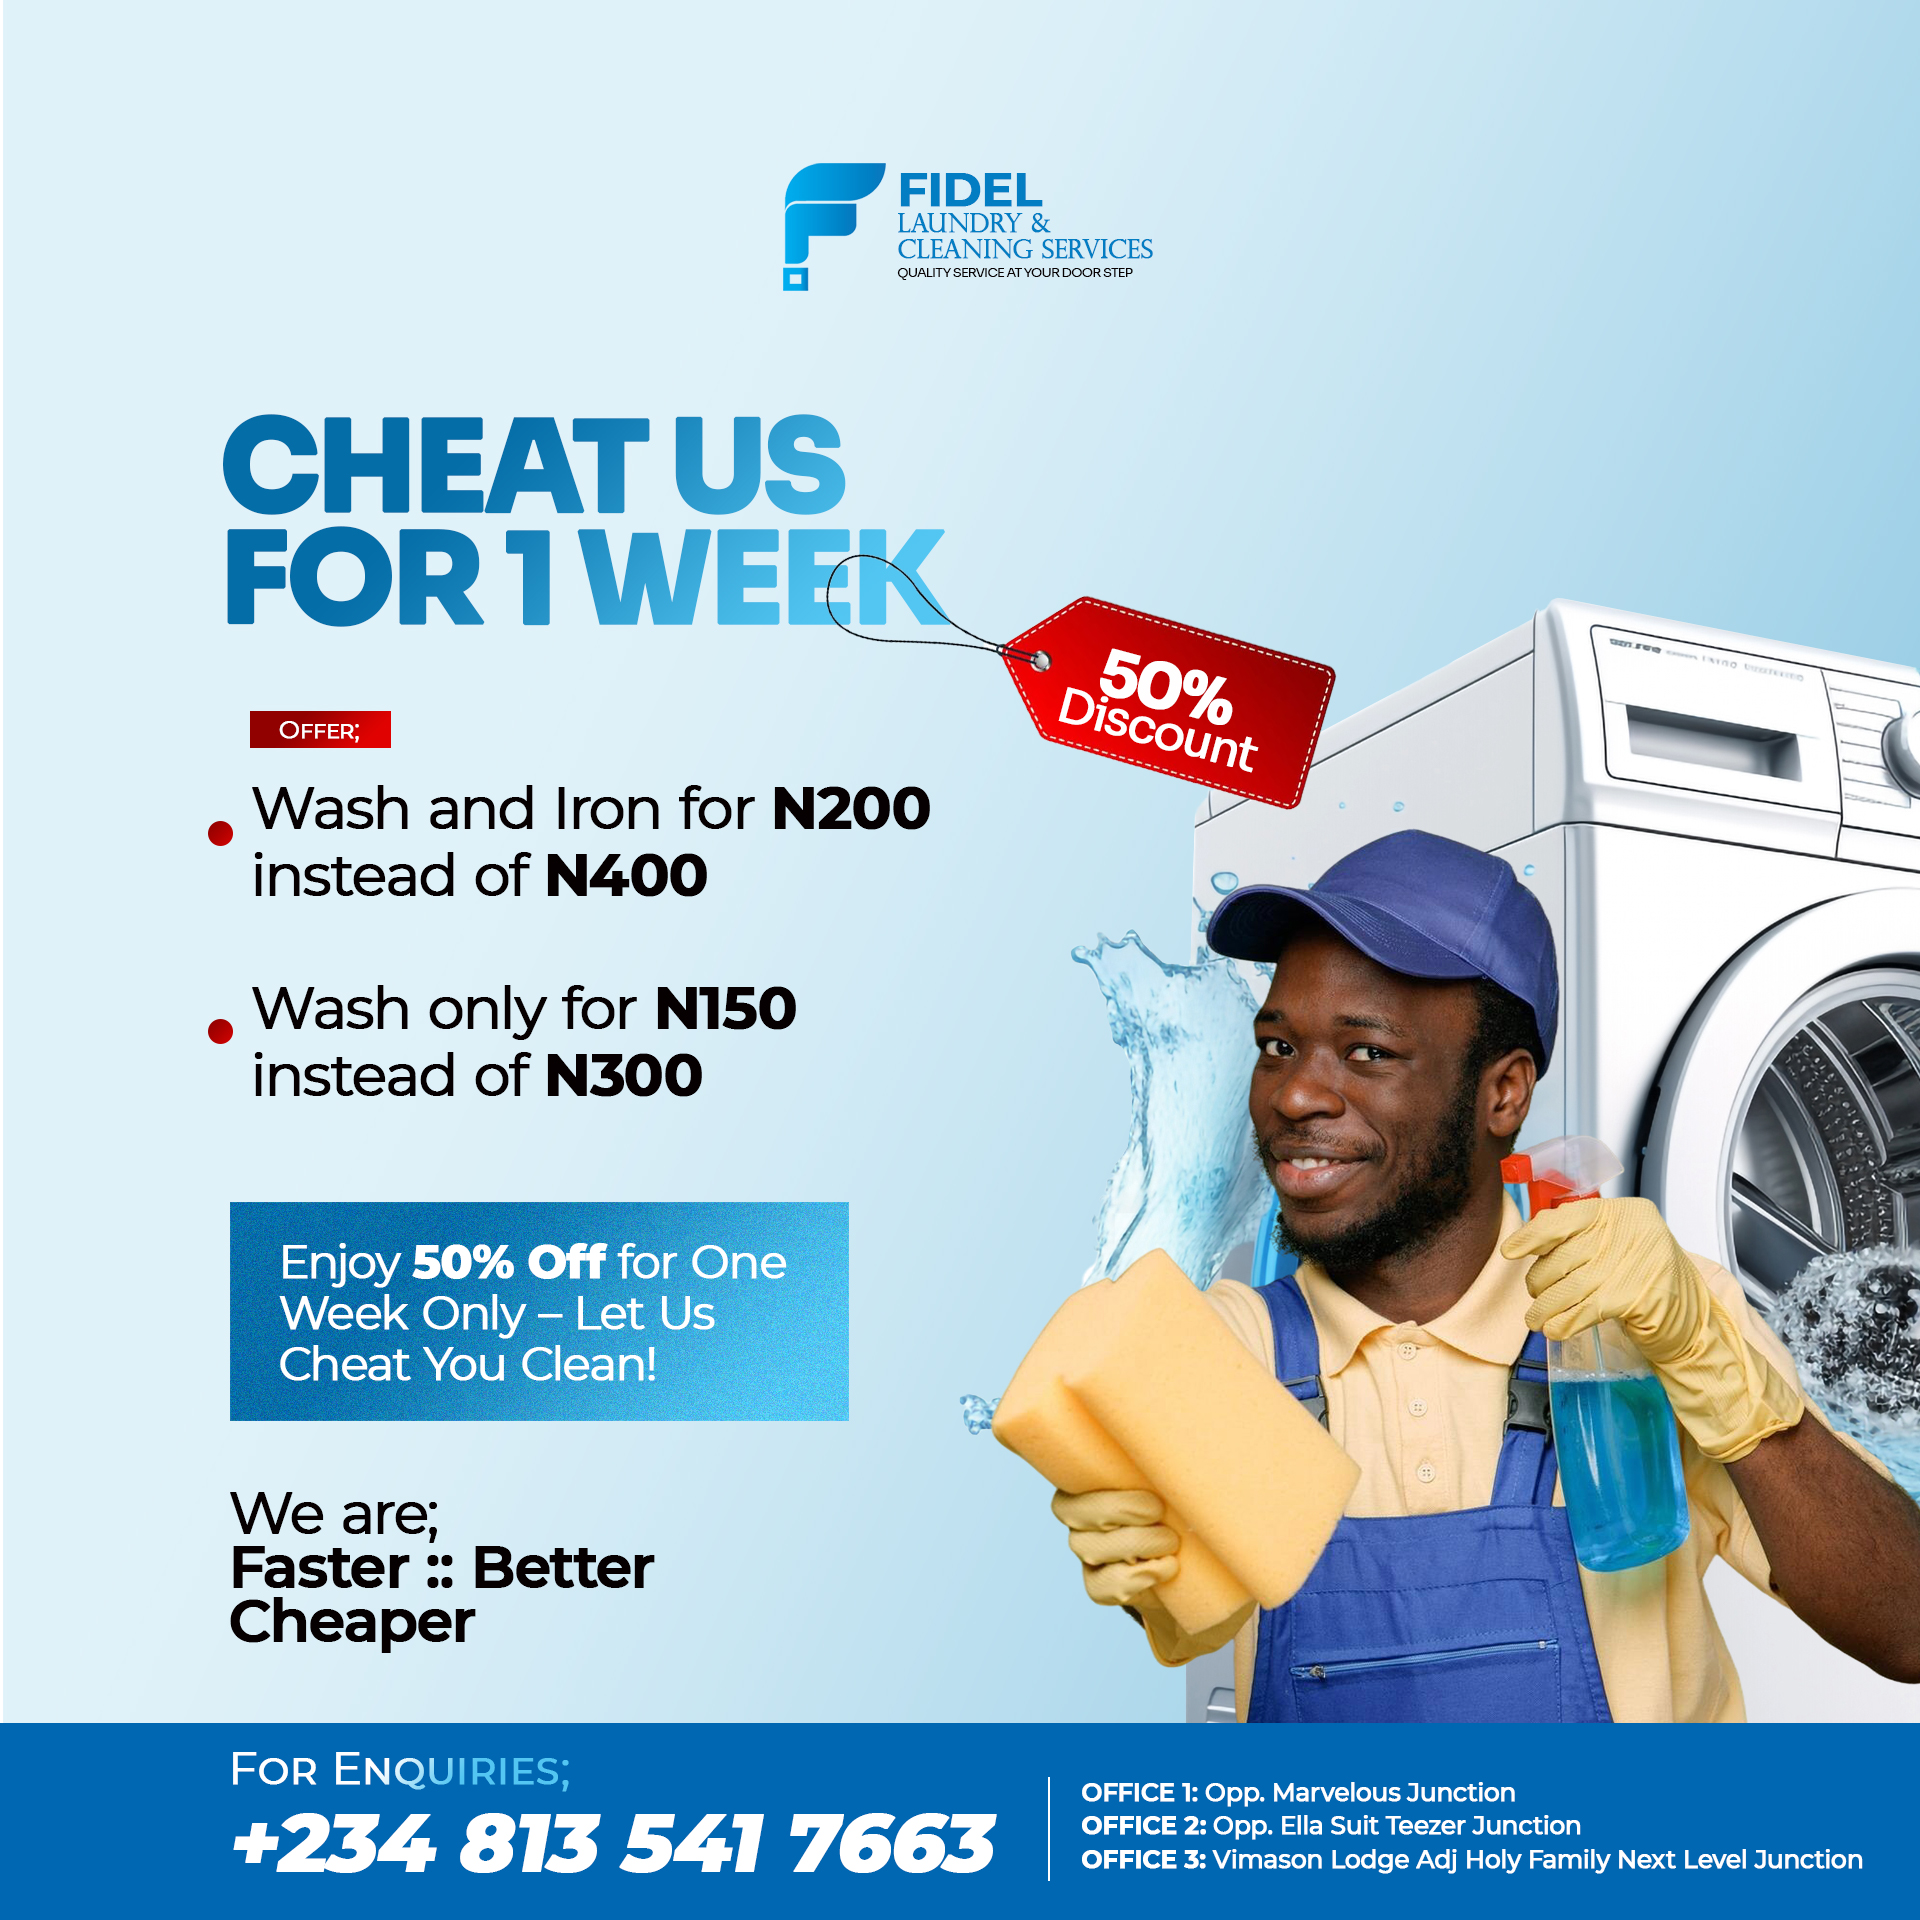 FIDEL
LAUNDRY &
CLEANING SERVICES
QUALITY SERVICE AT YOUR DOOR STEP
CHEAT US
FOR 1 WEEK
50%
Discount
OFFER;
Wash and Iron for N200
instead of N400
Wash only for N150
instead of N300
Enjoy 50% Off for One
Week Only – Let Us
Cheat You Clean!
We are;
Faster :: Better
Cheaper
FOR ENQUIRIES;
+234 813 541 7663
OFFICE 1: Opp. Marvelous Junction
OFFICE 2: Opp. Ella Suit Teezer Junction
OFFICE 3: Vimason Lodge Adj Holy Family Next Level Junction